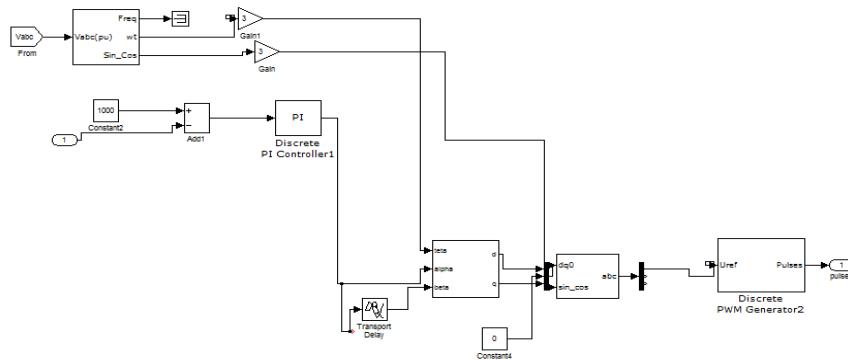 Vabc
From
Vabc(pu)
Freq
wt
Sin_Cos
3
Gain1
3
Gain
1000
Constant2
1
Add1
PI
Discrete
PI Controller1
teta
alpha
beta
d
q
Transport
Delay
0
Constant4
dq0
sin_cos
abc
Uref
Pulses
Discrete
PWM Generator2
1
pulse